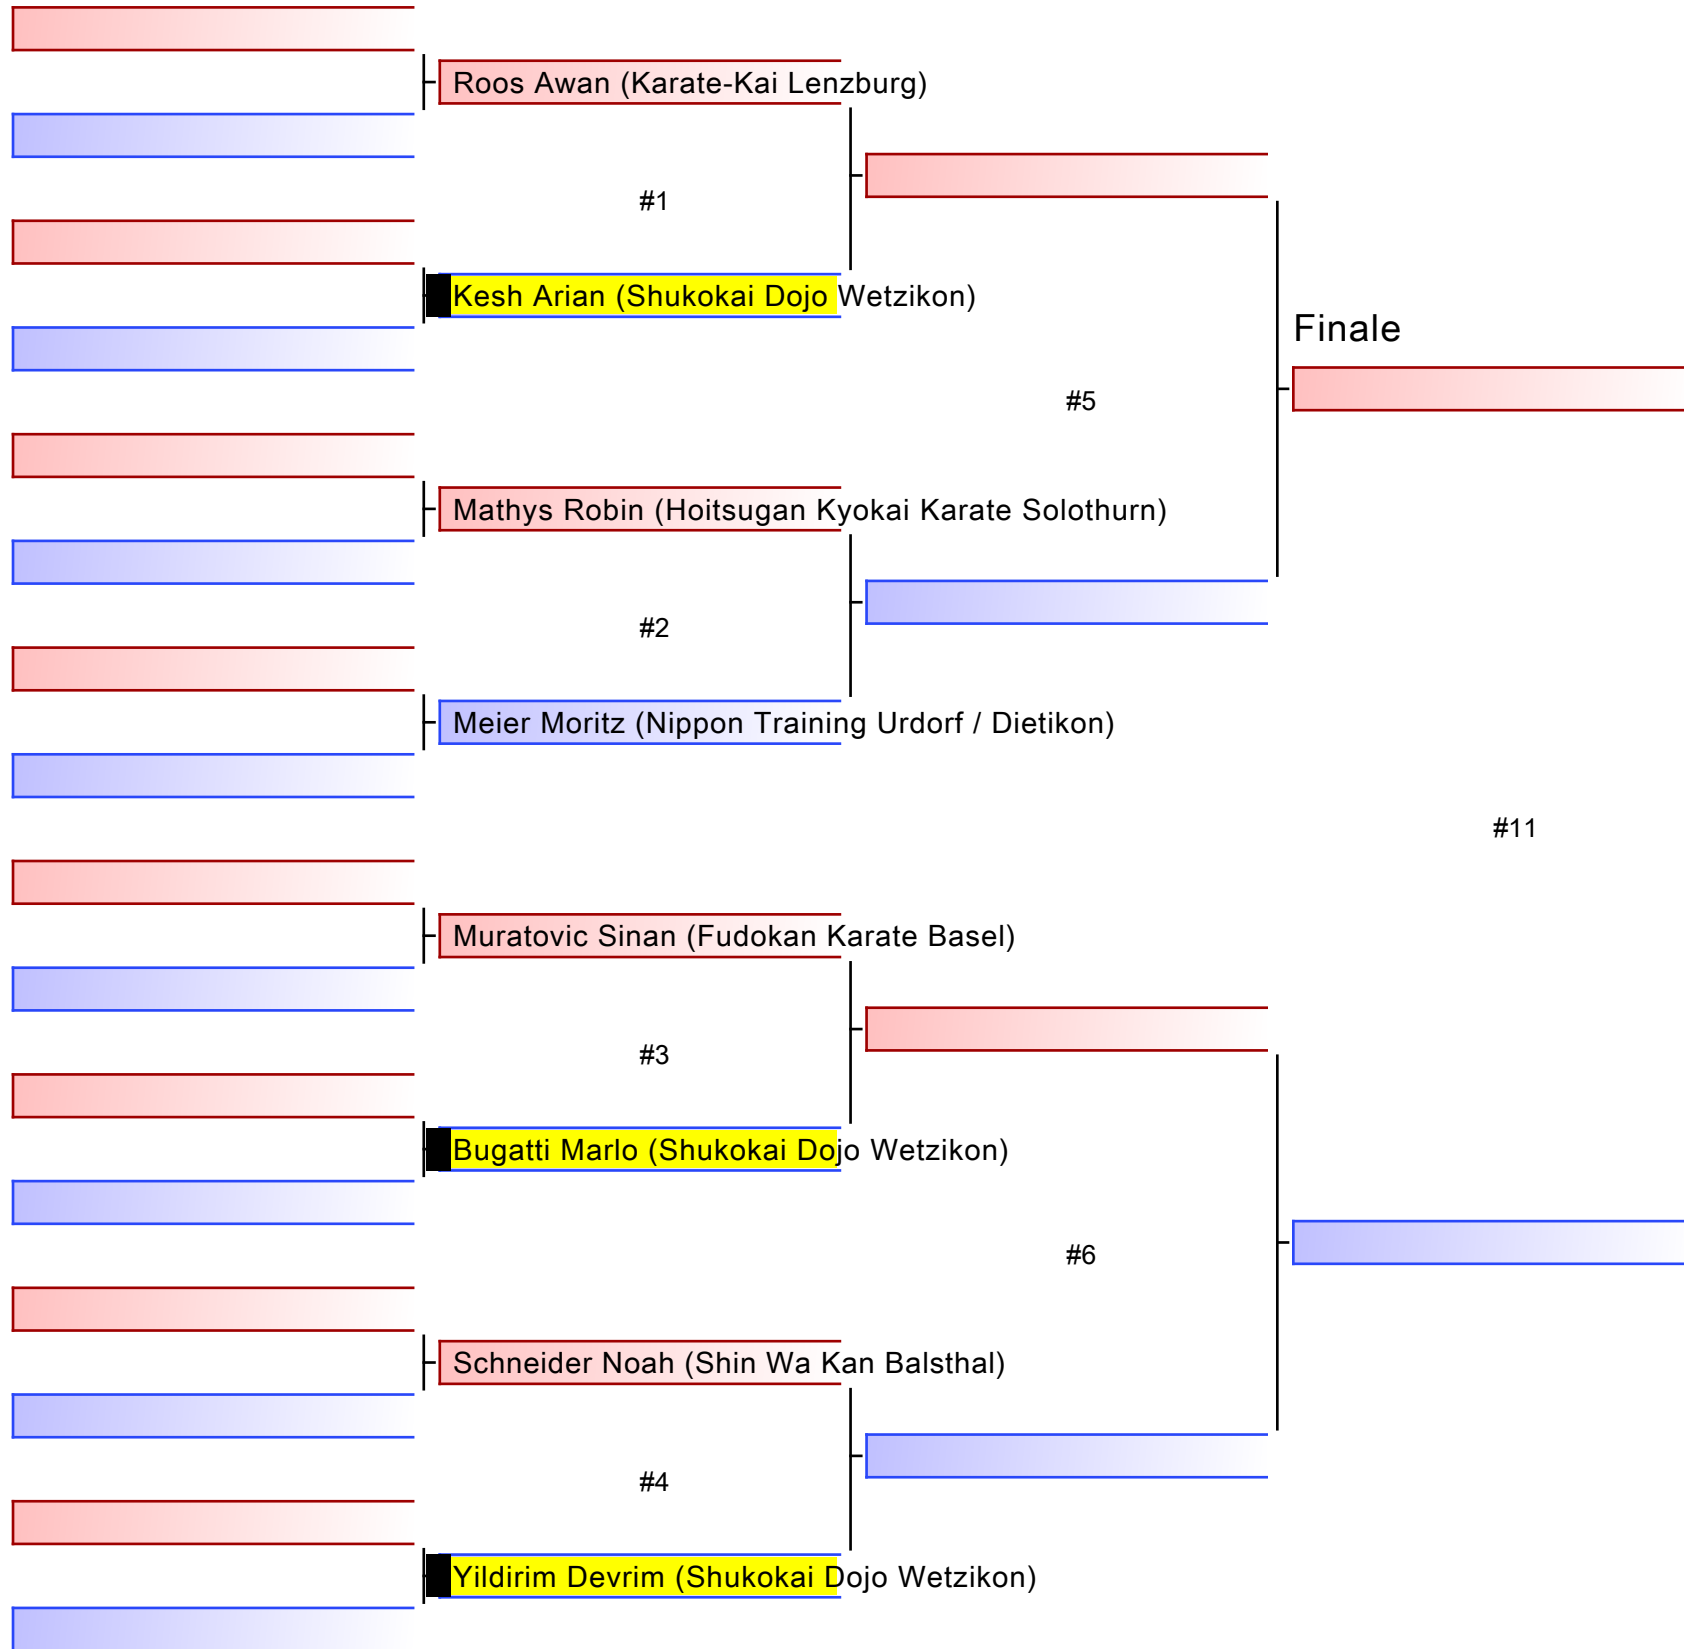 Roos Awan (Karate-Kai Lenzburg)
#1
Kesh Arian (Shukokai Dojo Wetzikon)
Finale
#5
Mathys Robin (Hoitsugan Kyokai Karate Solothurn)
#2
Meier Moritz (Nippon Training Urdorf / Dietikon)
#11
Muratovic Sinan (Fudokan Karate Basel)
#3
Bugatti Marlo (Shukokai Dojo Wetzikon)
#6
Schneider Noah (Shin Wa Kan Balsthal)
#4
Yildirim Devrim (Shukokai Dojo Wetzikon)